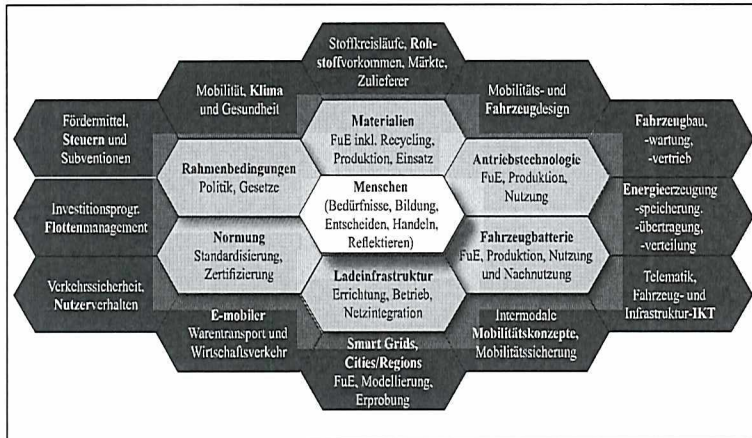 Stoffkreisläufe, Roh-
stoffvorkommen, Märkte,
Zulieferer
Mobilität, Klima
und Gesundheit
Mobilitäts- und
Fahrzeugdesign
Fördermittel,
Steuern und
Subventionen
Materialien
FuE inkl. Recycling,
Produktion, Einsatz
Fahrzeugbau,
-wartung,
-vertrieb
Rahmenbedingungen
Politik, Gesetze
Antriebstechnologie
FuE, Produktion,
Nutzung
Menschen
(Bedürfnisse, Bildung,
Entscheiden, Handeln,
Reflektieren)
Investitionsprogr.
Flottenmanagement
Energieerzeugung
-speicherung.
-übertragung,
-verteilung
Normung
Standardisierung,
Zertifizierung
Fahrzeugbatterie
FuE, Produktion, Nutzung
und Nachnutzung
Ladeinfrastruktur
Errichtung, Betrieb,
Netzintegration
Verkehrssicherheit,
Nutzerverhalten
Telematik,
Fahrzeug- und
Infrastruktur-IKT
E-mobiler
Warentransport und
Wirtschaftsverkehr
Intermodale
Mobilitätskonzepte,
Mobilitätssicherung
Smart Grids,
Cities/Regions
FuE, Modellierung,
Erprobung